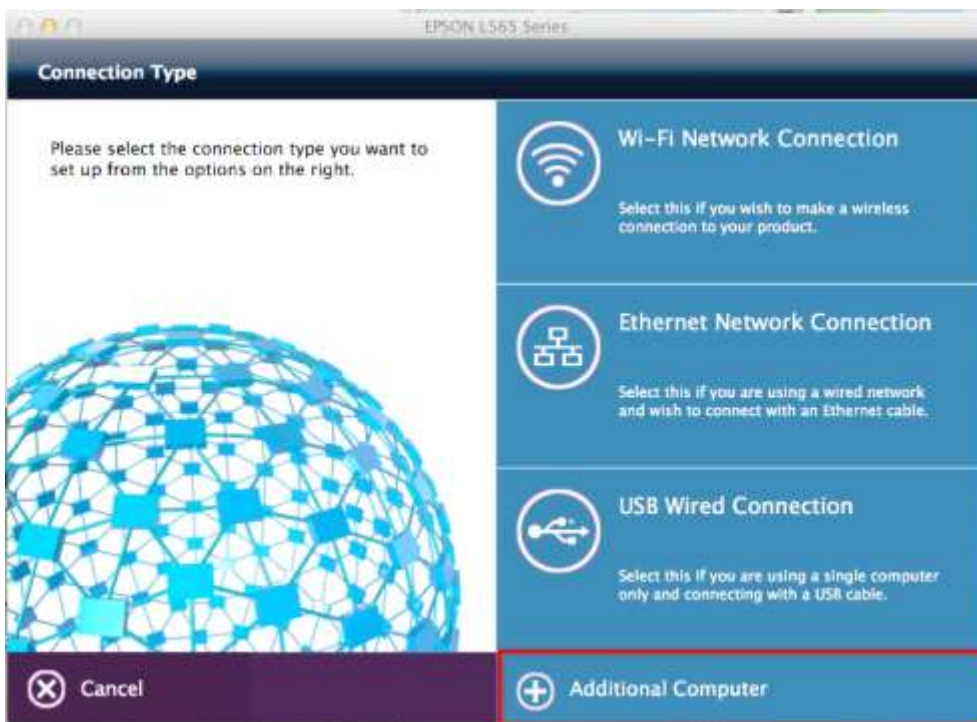 EPSON L565 Series
Connection Type
Please select the connection type you want to
set up from the options on the right.
Wi-Fi Network Connection
Select this if you wish to make a wireless
connection to your product.
Ethernet Network Connection
Select this if you are using a wired network
and wish to connect with an Ethernet cable.
USB Wired Connection
Select this if you are using a single computer
only and connecting with a USB cable.
Cancel
Additional Computer